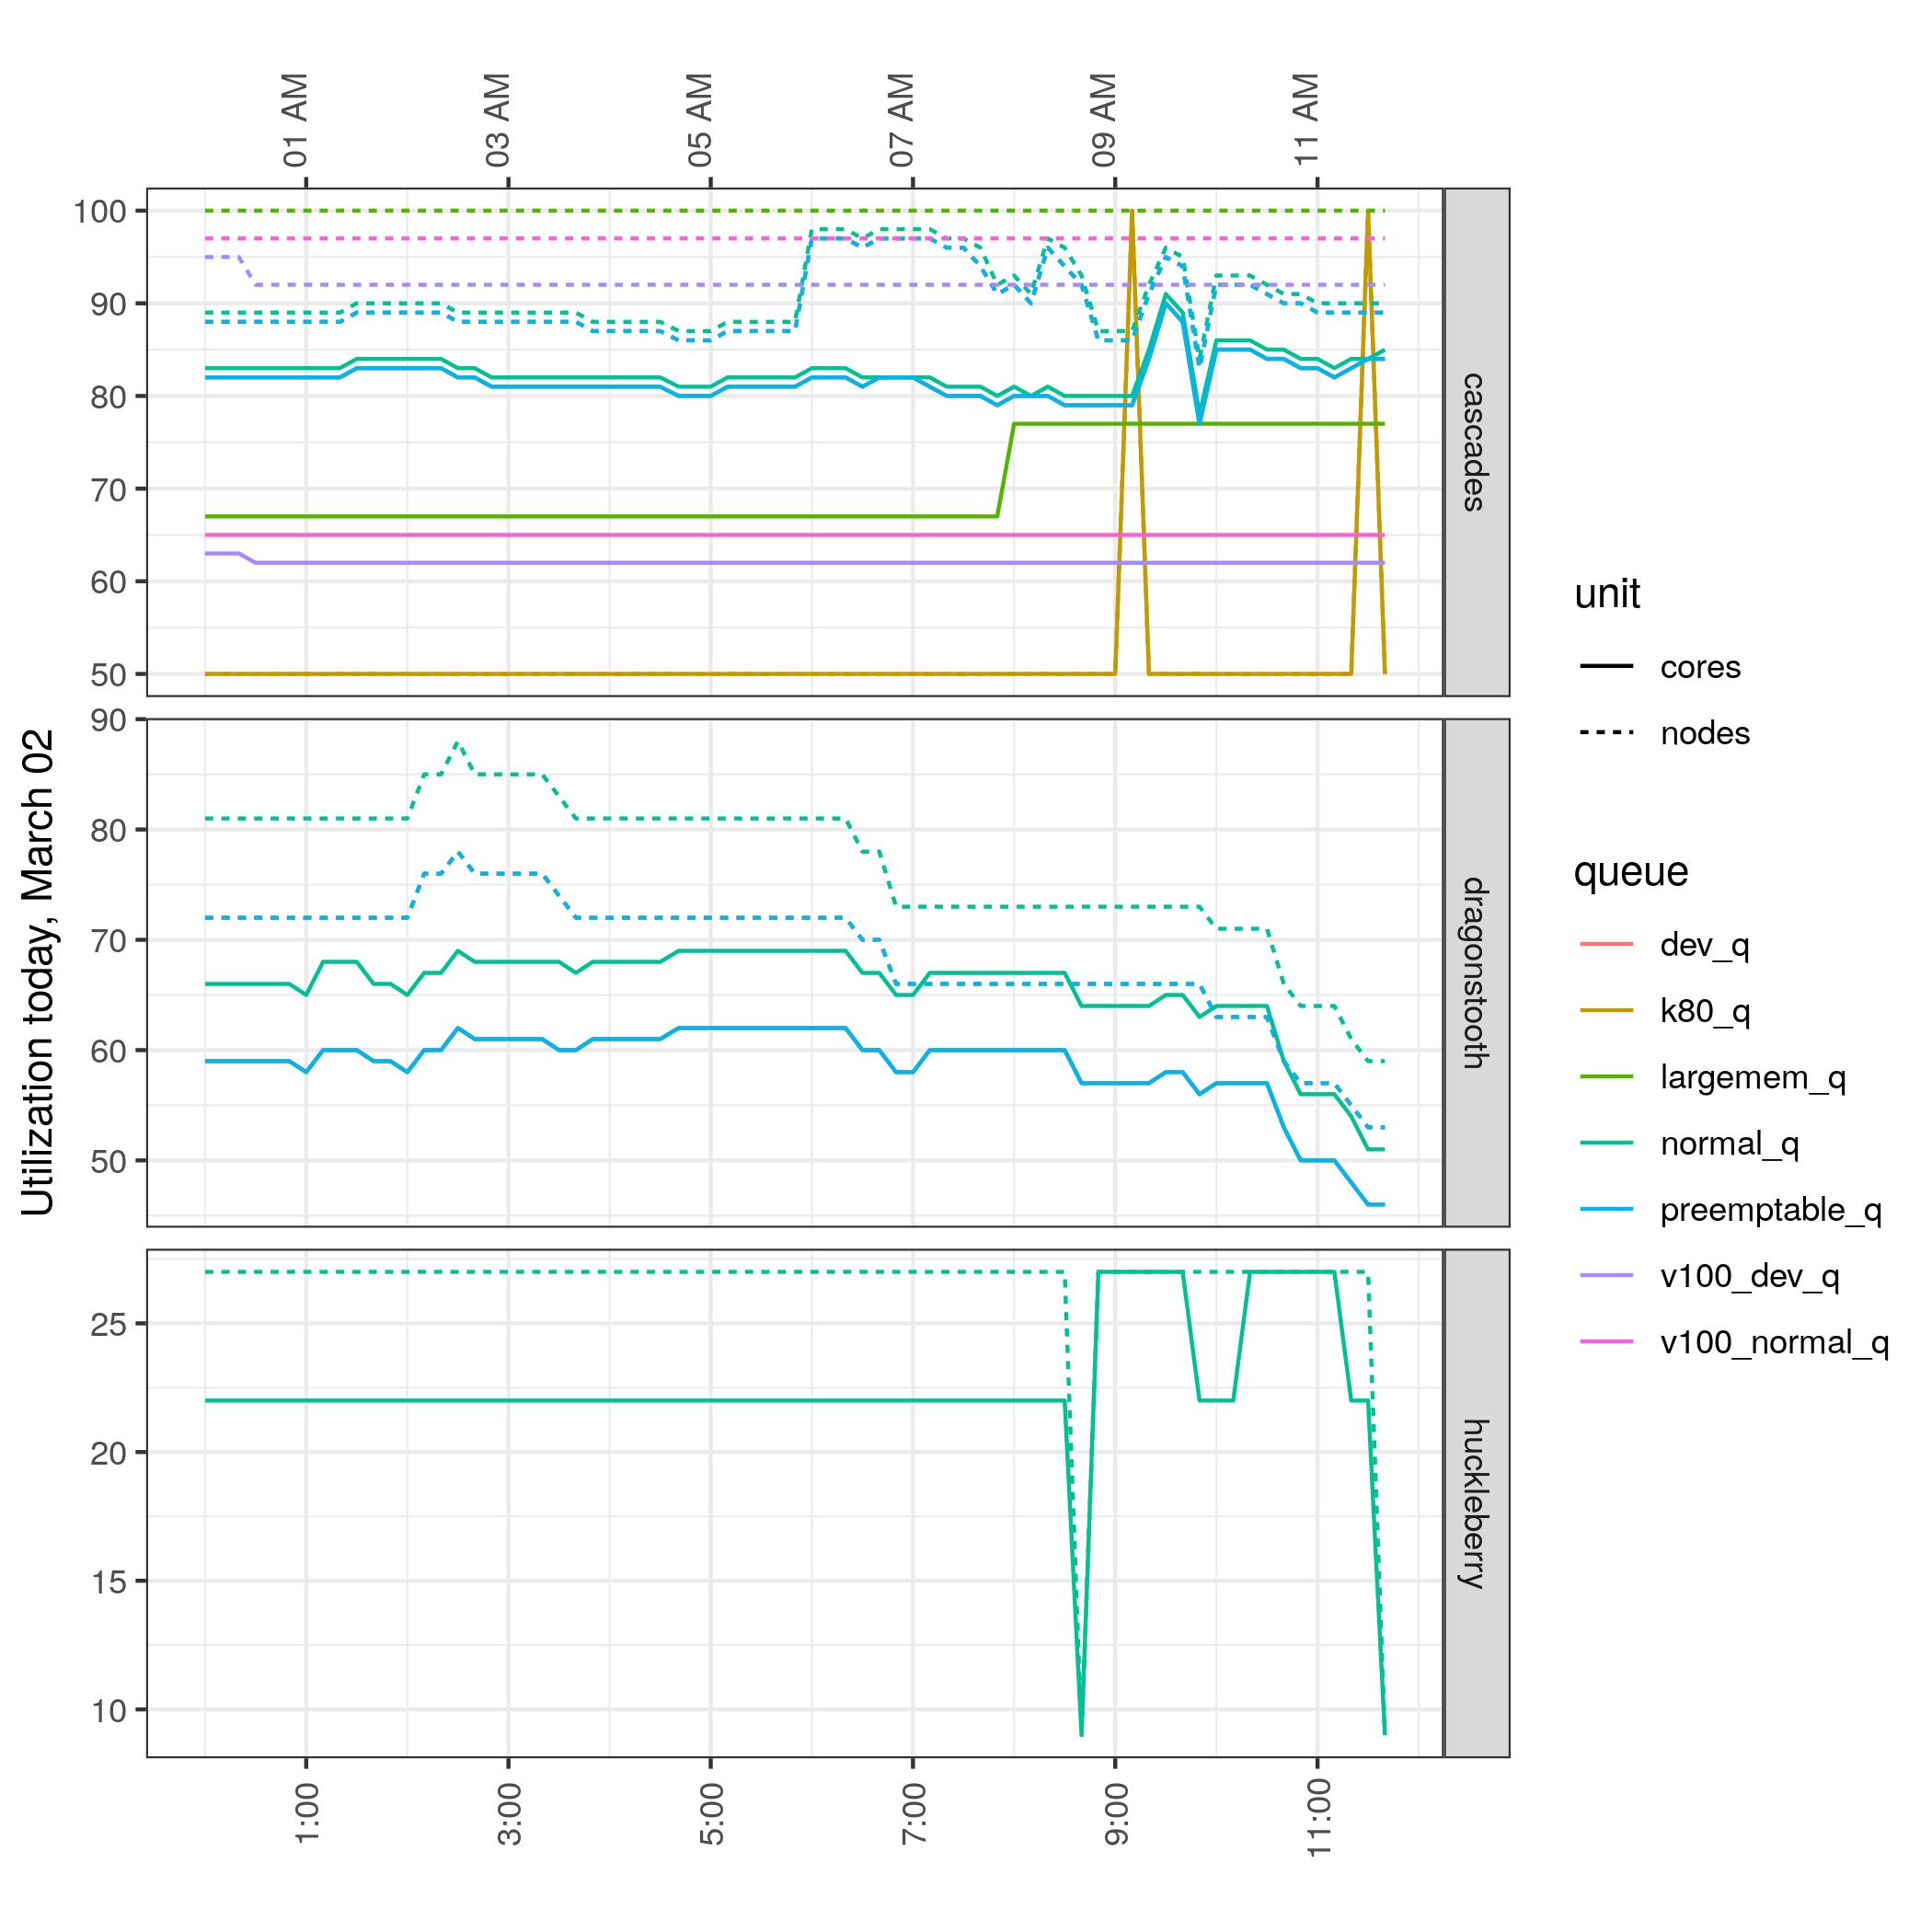 01 AM
03 AM
05 AM
07 AM
09 AM
11 AM
100
90
80
70
60
50
cascades
90
80
70
60
50
dragonstooth
25
20
15
10
huckleberry
1:00
3:00
5:00
7:00
9:00
11:00
Utilization today, March 02
unit
cores
nodes
queue
dev_q
k80_q
largemem_q
normal_q
preemptable_q
v100_dev_q
v100_normal_q